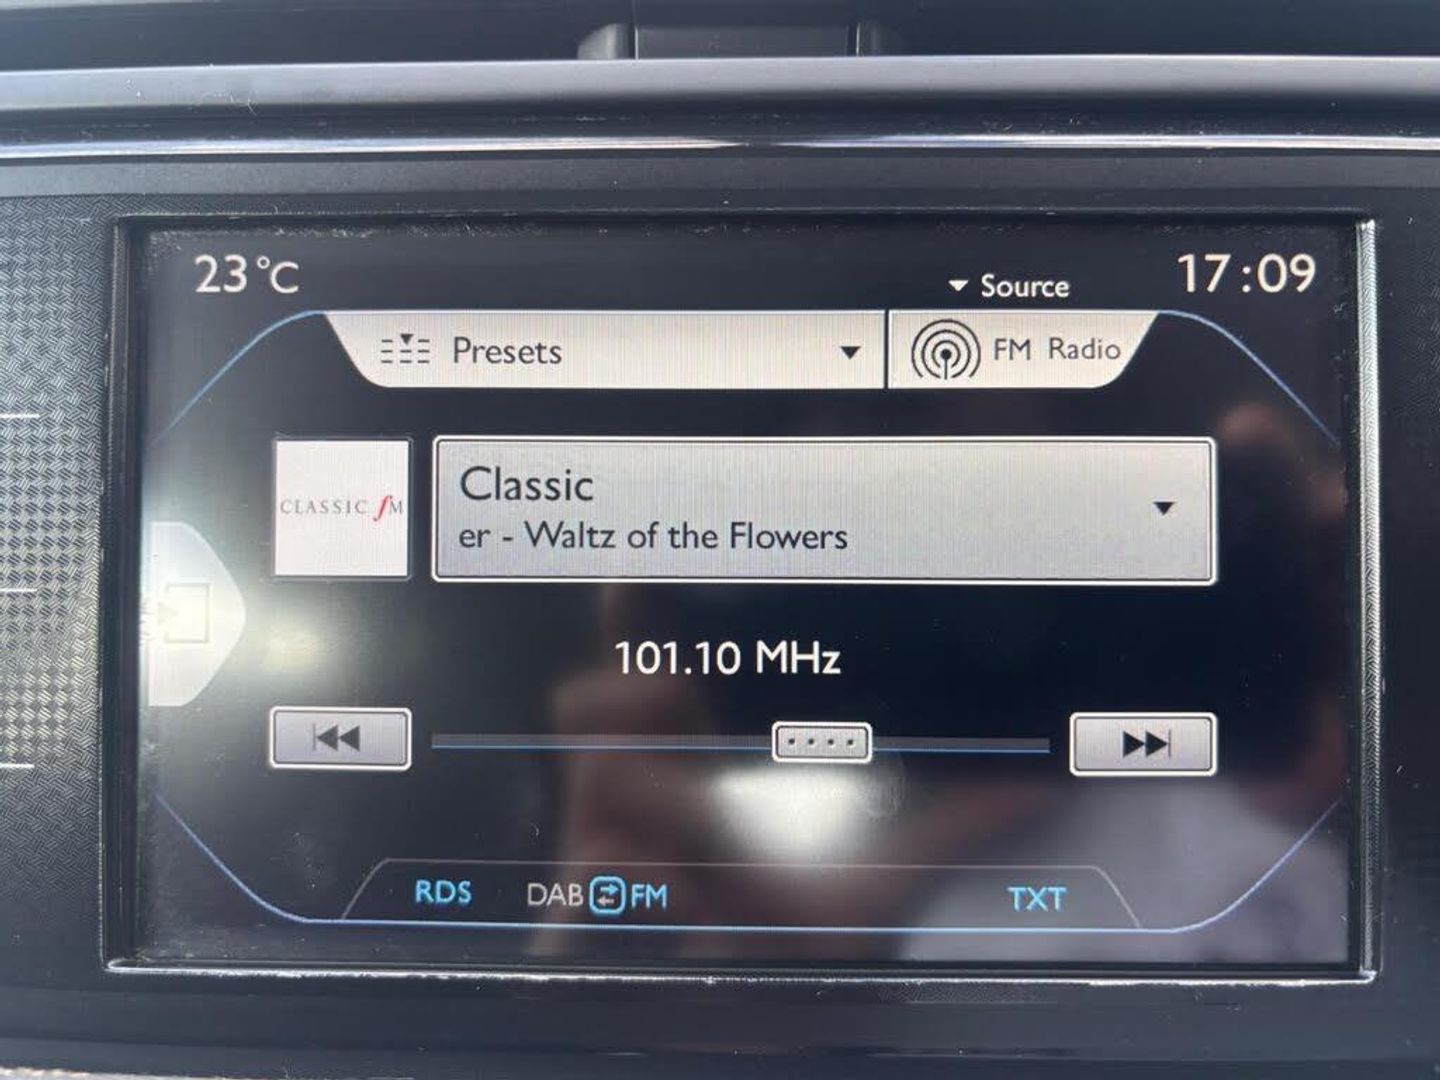 23°C
Source
17:09
Presets
FM Radio
CLASSIC fM
Classic
er - Waltz of the Flowers
101.10 MHz
RDS
DAB FM
TXT